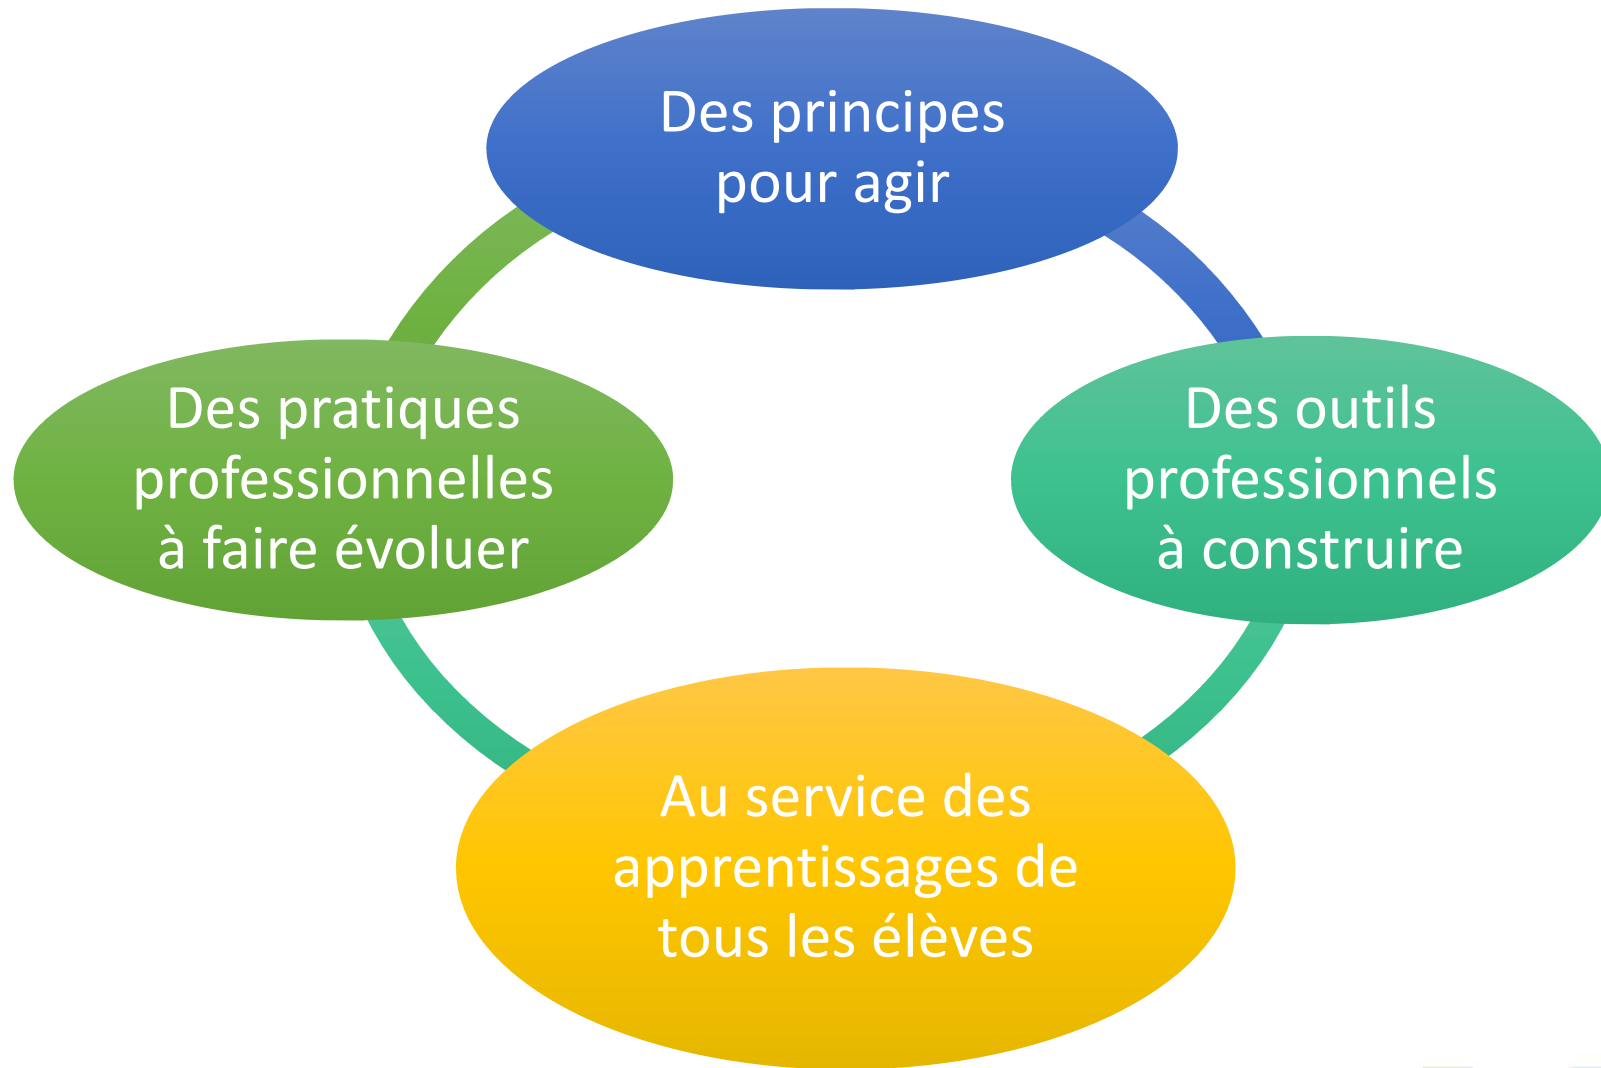 Des principes
pour agir
Des pratiques
professionnelles
à faire évoluer
Des outils
professionnels
à construire
Au service des
apprentissages de
tous les élèves